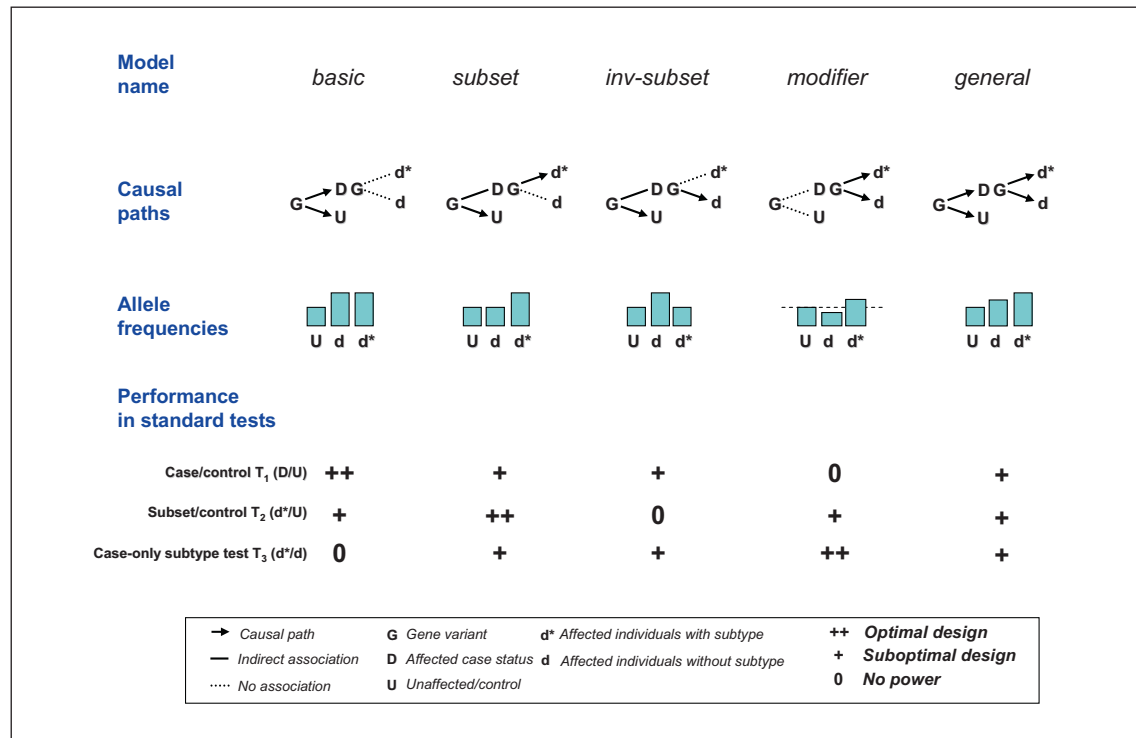 Model
name
basic subset inv-subset modifier general
Causal
paths
G D U G d* d
G D U G d* d
G D U G d* d
G D U G d* d
G D U G d* d
Allele
frequencies
U d d* U d d* U d d* U d d* U d d*
Performance
in standard tests
Case/control T1 (D/U) ++ + + 0 +
Subset/control T2 (d*/U) + ++ 0 + +
Case-only subtype test T3 (d*/d) 0 + + ++ +
Causal path G Gene variant d* Affected individuals with subtype ++ Optimal design
Indirect association D Affected case status d Affected individuals without subtype + Suboptimal design
No association U Unaffected/control 0 No power